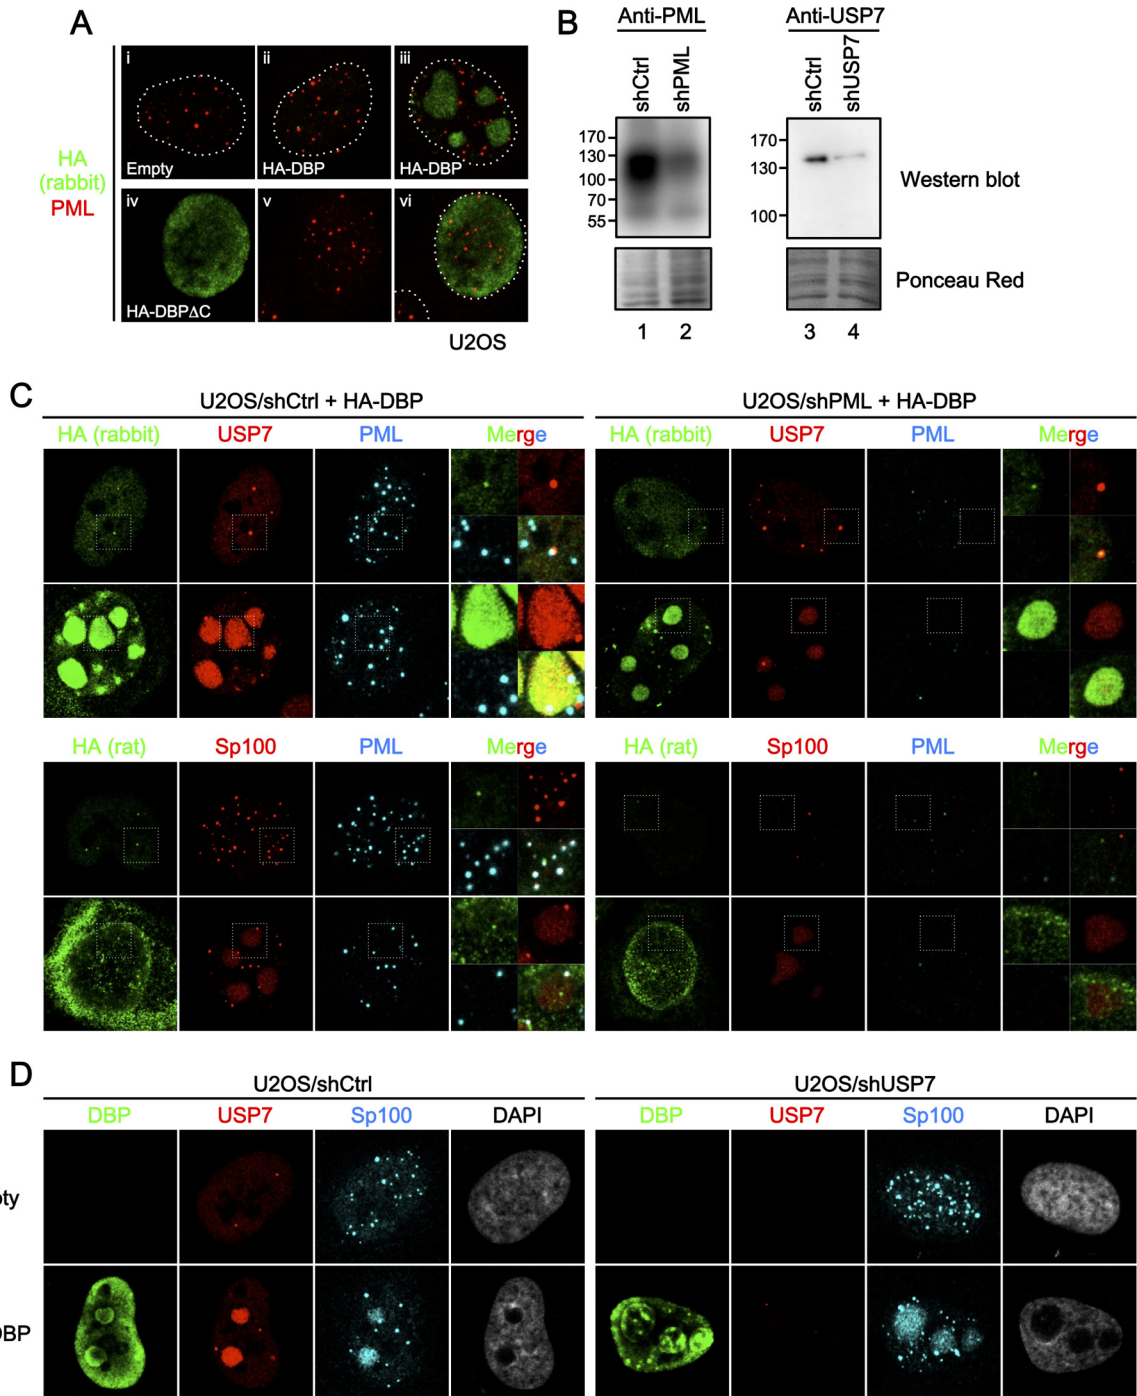 A
B
Anti-PML
Anti-USP7
shCtrl
shPML
shCtrl
shUSP7
i
ii
iii
HA
(rabbit)
PML
Empty
HA-DBP
HA-DBP
iv
v
vi
HA-DBPΔC
U2OS
170
130
100
70
55
170
130
100
Western blot
Ponceau Red
1
2
3
4
C
U2OS/shCtrl + HA-DBP
U2OS/shPML + HA-DBP
HA (rabbit)
USP7
PML
Merge
HA (rabbit)
USP7
PML
Merge
HA (rat)
Sp100
PML
Merge
HA (rat)
Sp100
PML
Merge
D
U2OS/shCtrl
U2OS/shUSP7
DBP
USP7
Sp100
DAPI
DBP
USP7
Sp100
DAPI
pty
DBP